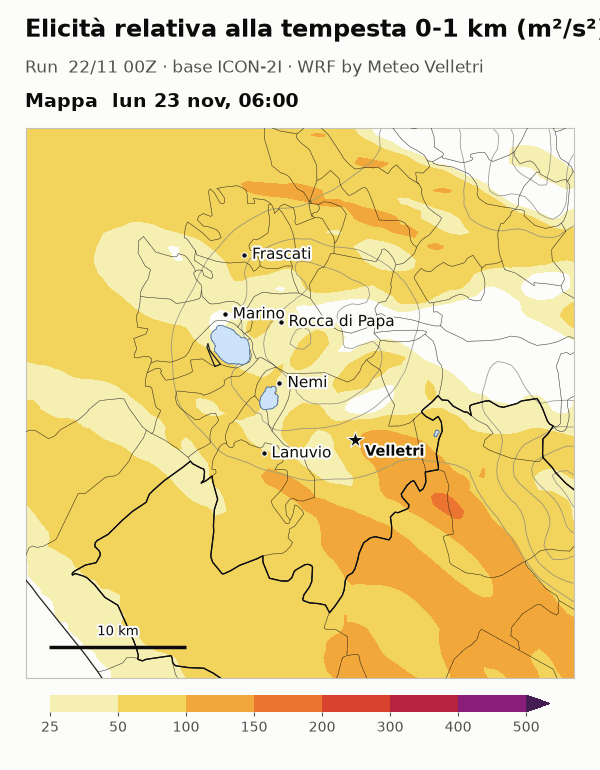 Elicità relativa alla tempesta 0-1 km (m²/s²)
Run 22/11 00Z · base ICON-2I · WRF by Meteo Velletri
Mappa lun 23 nov, 06:00
Frascati
Marino
Rocca di Papa
Nemi
Velletri
Lanuvio
10 km
25 50 100 150 200 300 400 500